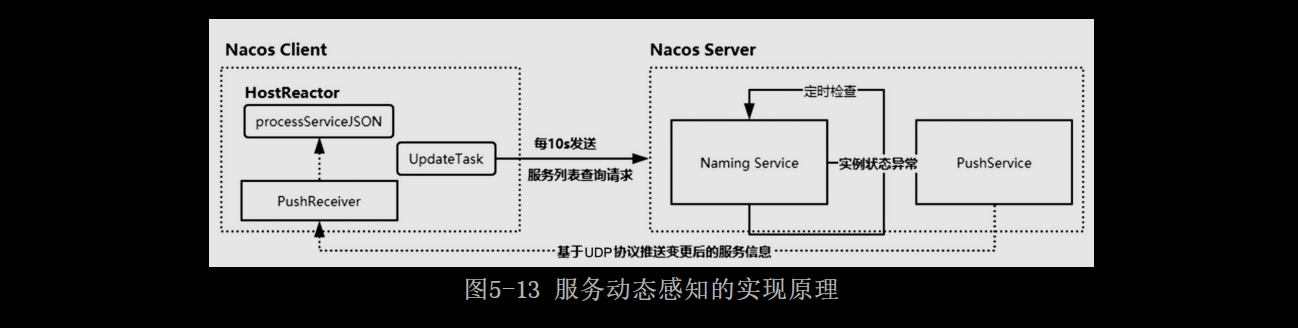 Nacos Client
Nacos Server
HostReactor
processServiceJSON
UpdateTask
PushReceiver
每10s发送
服务列表查询请求
定时检查
Naming Service
实例状态异常
PushService
基于UDP协议推送变更后的服务信息
图5-13 服务动态感知的实现原理